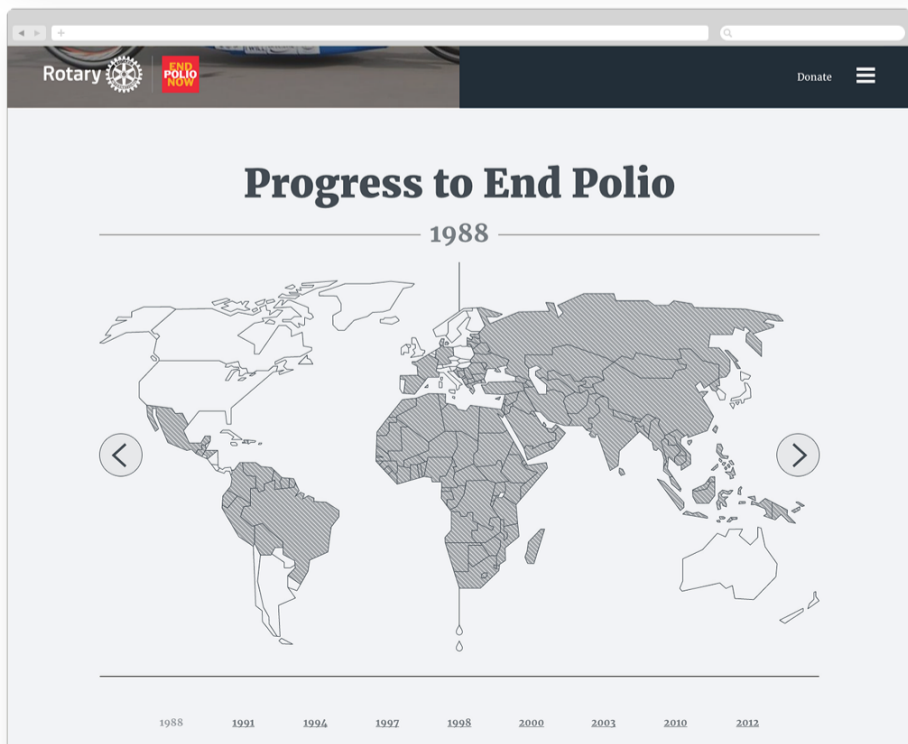 Rotary
END
POLIO
NOW
Donate
Progress to End Polio
1988
1988 1991 1994 1997 1998 2000 2003 2010 2012